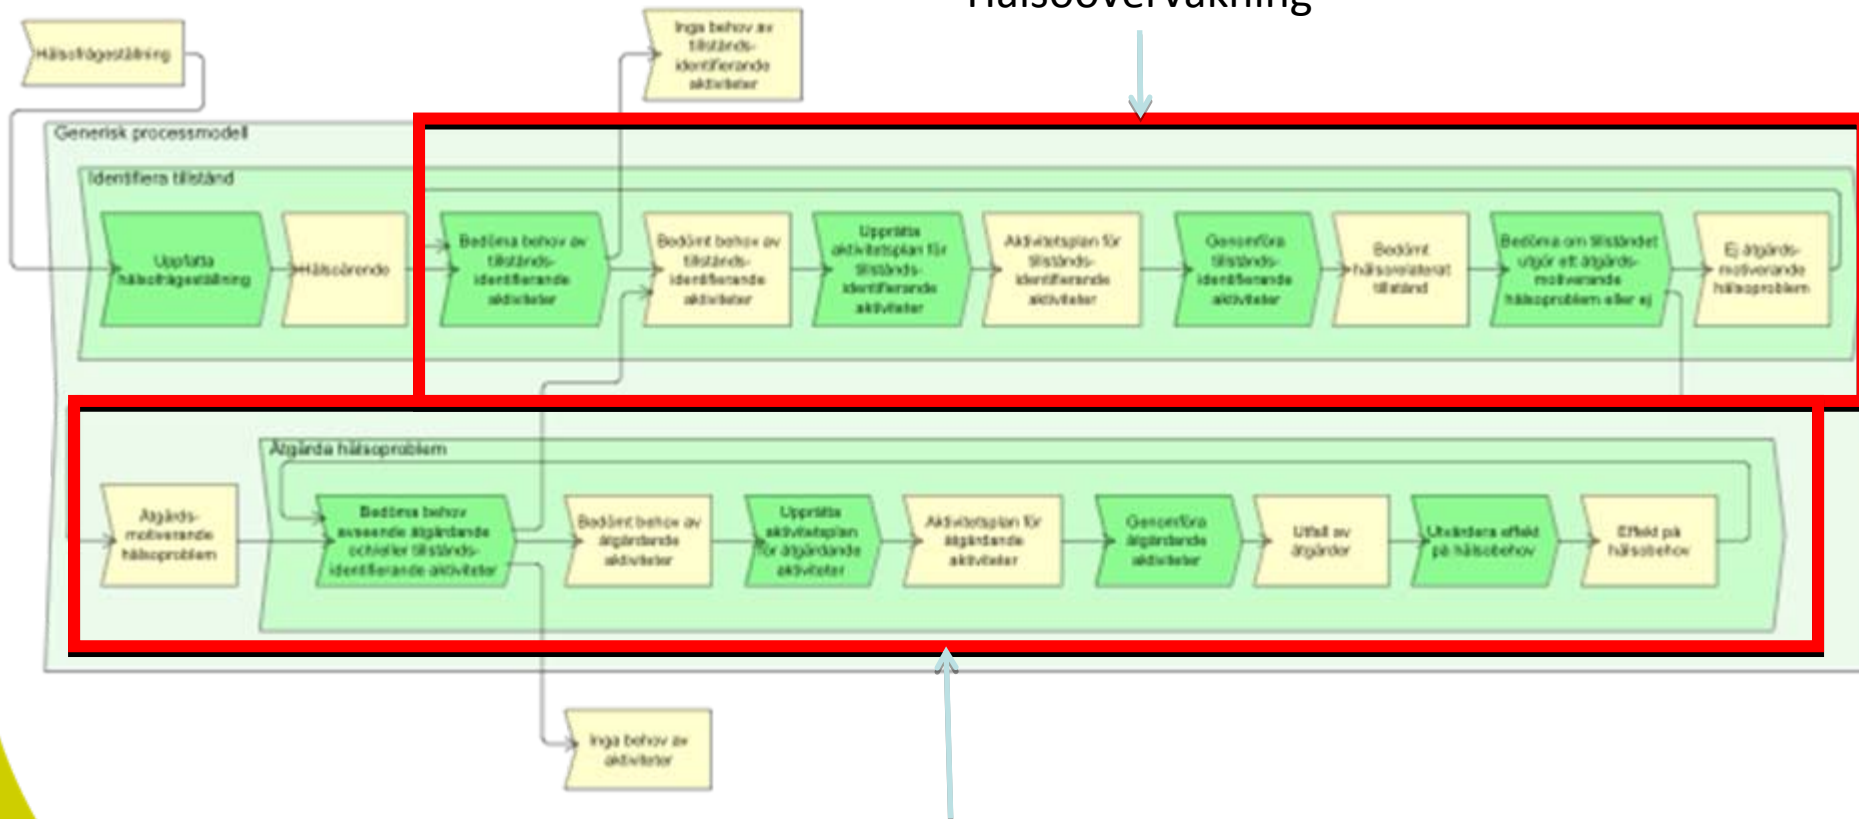 Hälsoövervakning
Hälsofrågeställning
Inga behov av
tillstånds-
identifierande
aktiviteter
Generisk processmodell
Identifiera tillstånd
Uppfatta
hälsofrågeställning
Hälsoärende
Bedöma behov av
tillstånds-
identifierande
aktiviteter
Bedömt behov av
tillstånds-
identifierande
aktiviteter
Upprätta
aktivitetsplan för
tillstånds-
identifierande
aktiviteter
Aktivitetsplan för
tillstånds-
identifierande
aktiviteter
Genomföra
tillstånds-
identifierande
aktiviteter
Bedömt
hälsorelaterat
tillstånd
Bedöma om tillståndet
utgör ett åtgärds-
motiverande
hälsoproblem eller ej
Ej åtgärds-
motiverande
hälsoproblem
Åtgärda hälsoproblem
Åtgärds-
motiverande
hälsoproblem
Bedöma behov
avseende åtgärdande
och/eller tillstånds-
identifierande aktiviteter
Bedömt behov av
åtgärdande
aktiviteter
Upprätta
aktivitetsplan
för åtgärdande
aktiviteter
Aktivitetsplan för
åtgärdande
aktiviteter
Genomföra
åtgärdande
aktiviteter
Utfall av
åtgärder
Utvärdera effekt
på hälsobehov
Effekt på
hälsobehov
Inga behov av
aktiviteter